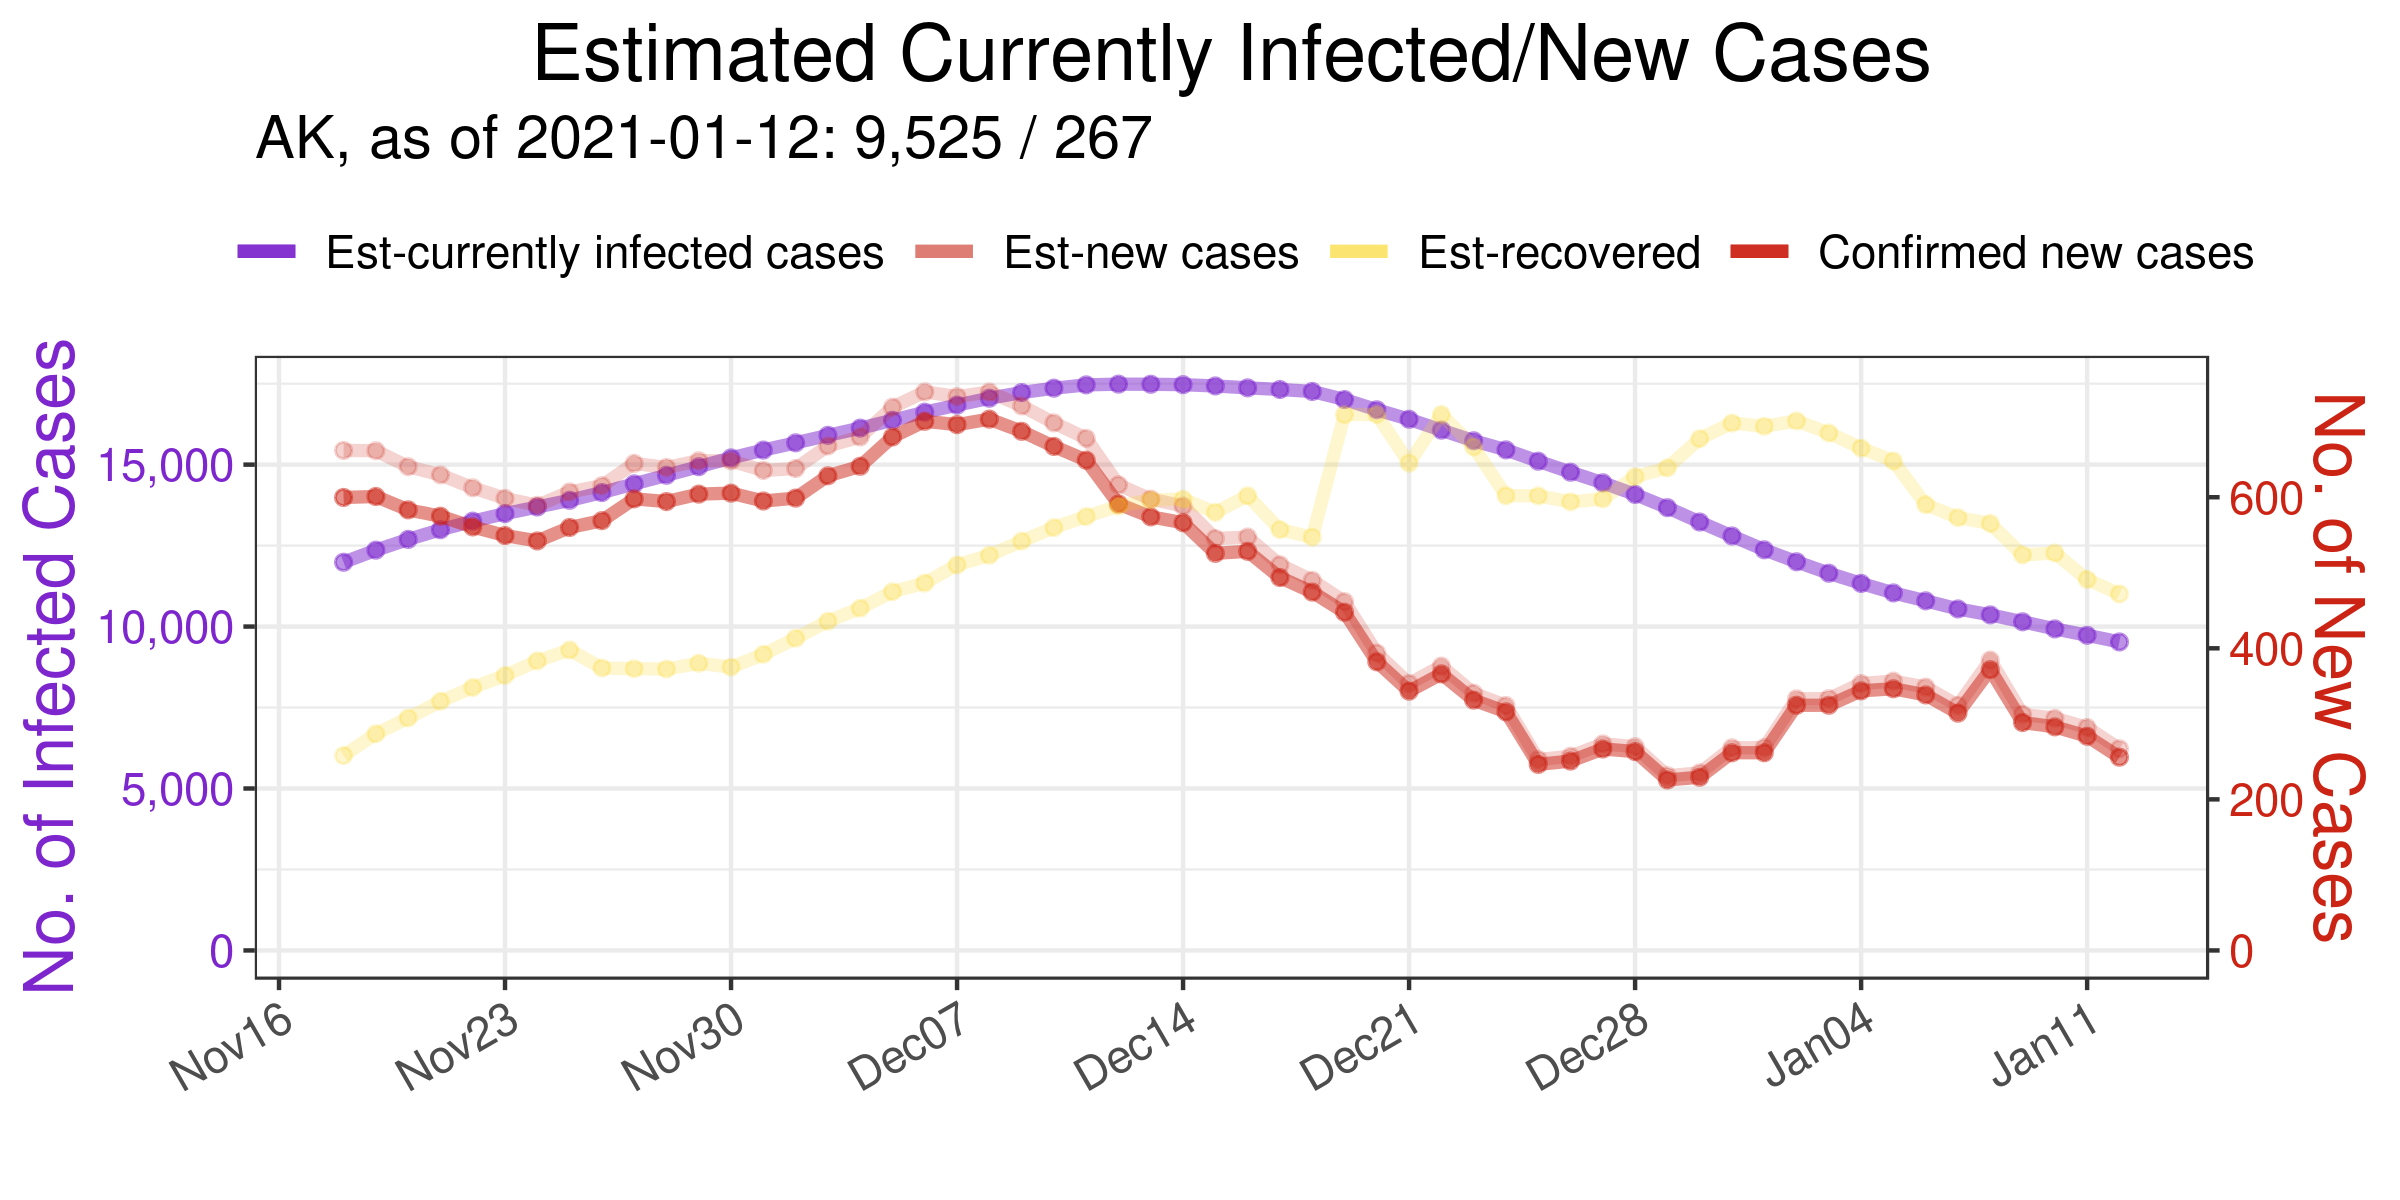 Estimated Currently Infected/New Cases
AK, as of 2021-01-12: 9,525 / 267
Est-currently infected cases Est-new cases Est-recovered Confirmed new cases
No. of Infected Cases
15,000
10,000
5,000
0
No. of New Cases
600
400
200
0
Nov16 Nov23 Nov30 Dec07 Dec14 Dec21 Dec28 Jan04 Jan11